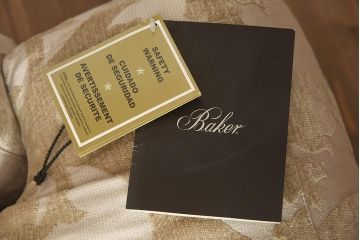 SAFETY
WARNING
CUIDADO
DE SEGURIDAD
AVERTISSEMENT
DE SECURITE
Baker